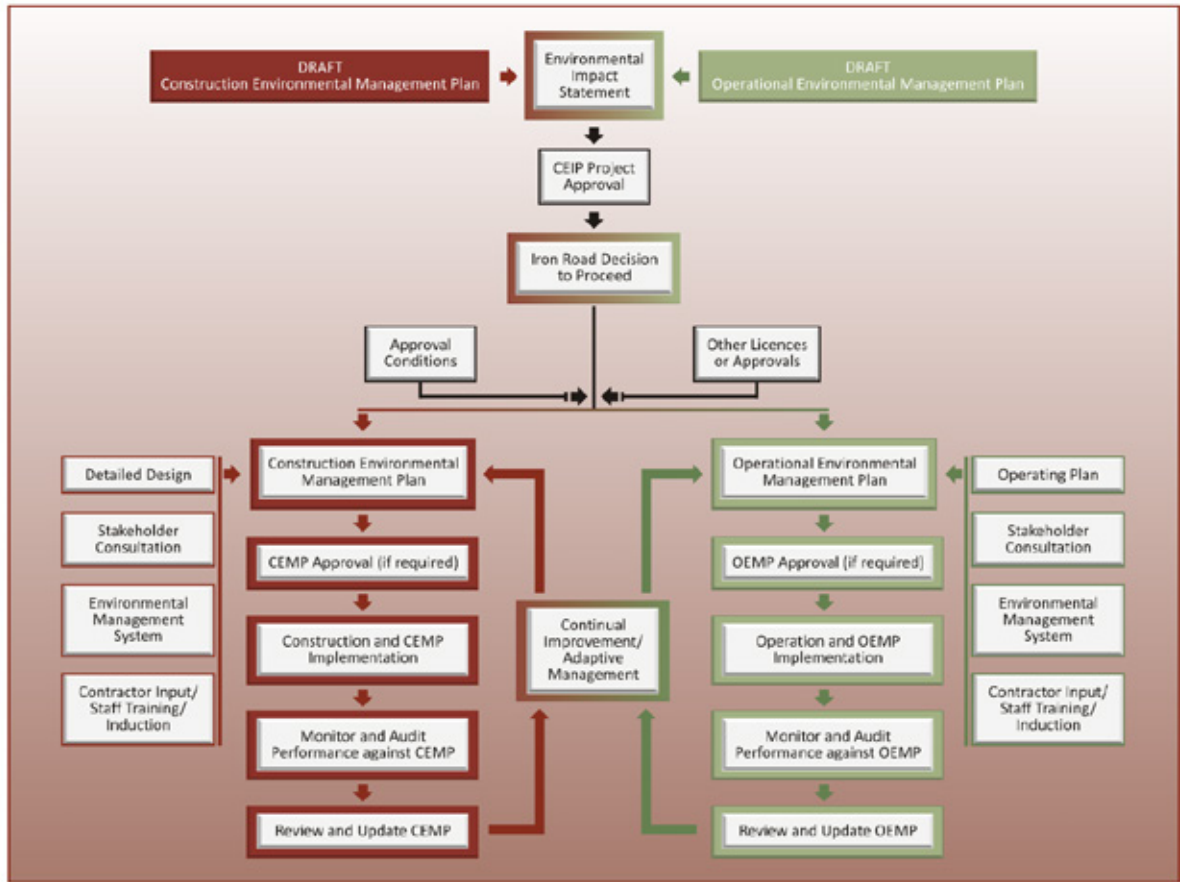 DRAFT
Construction Environmental Management Plan
Environmental
Impact
Statement
DRAFT
Operational Environmental Management Plan
CEIP Project
Approval
Iron Road Decision
to Proceed
Approval
Conditions
Other Licences
or Approvals
Detailed Design
Stakeholder
Consultation
Environmental
Management
System
Contractor Input/
Staff Training/
Induction
Construction Environmental
Management Plan
CEMP Approval (if required)
Construction and CEMP
Implementation
Monitor and Audit
Performance against CEMP
Review and Update CEMP
Continual
Improvement/
Adaptive
Management
Operational Environmental
Management Plan
OEMP Approval (if required)
Operation and OEMP
Implementation
Monitor and Audit
Performance against OEMP
Review and Update OEMP
Operating Plan
Stakeholder
Consultation
Environmental
Management
System
Contractor Input/
Staff Training/
Induction